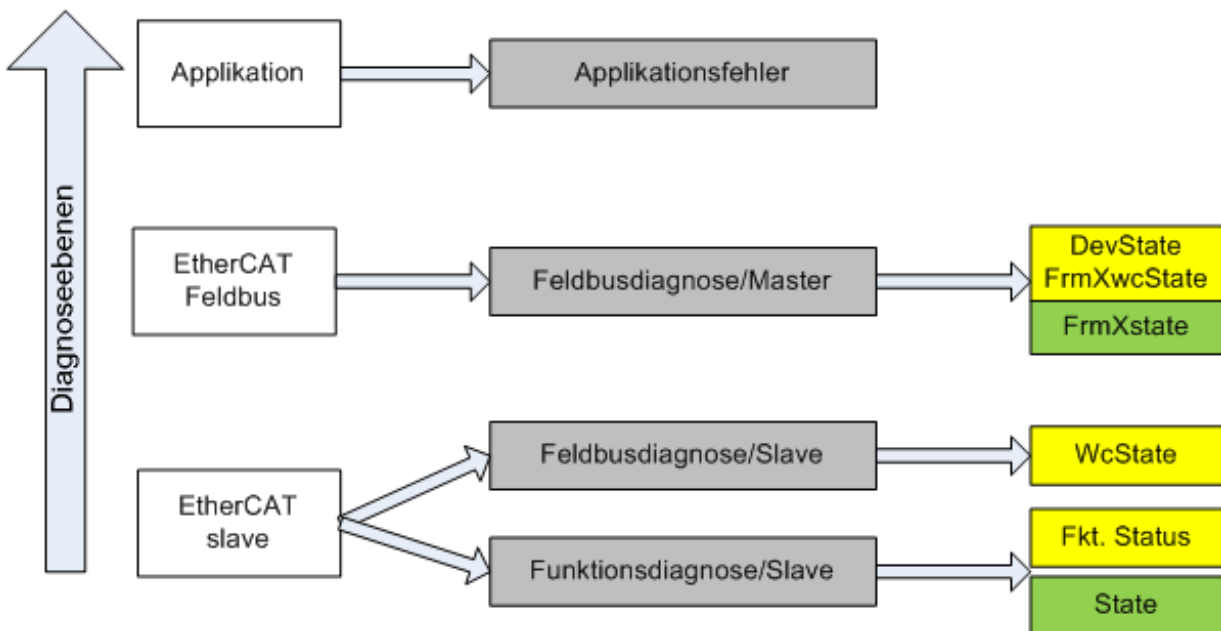 Diagnoseebenen
Applikation
Applikationsfehler
EtherCAT
Feldbus
Feldbusdiagnose/Master
DevState
FrmXwcState
FrmXstate
EtherCAT
slave
Feldbusdiagnose/Slave
WcState
Funktionsdiagnose/Slave
Fkt. Status
State